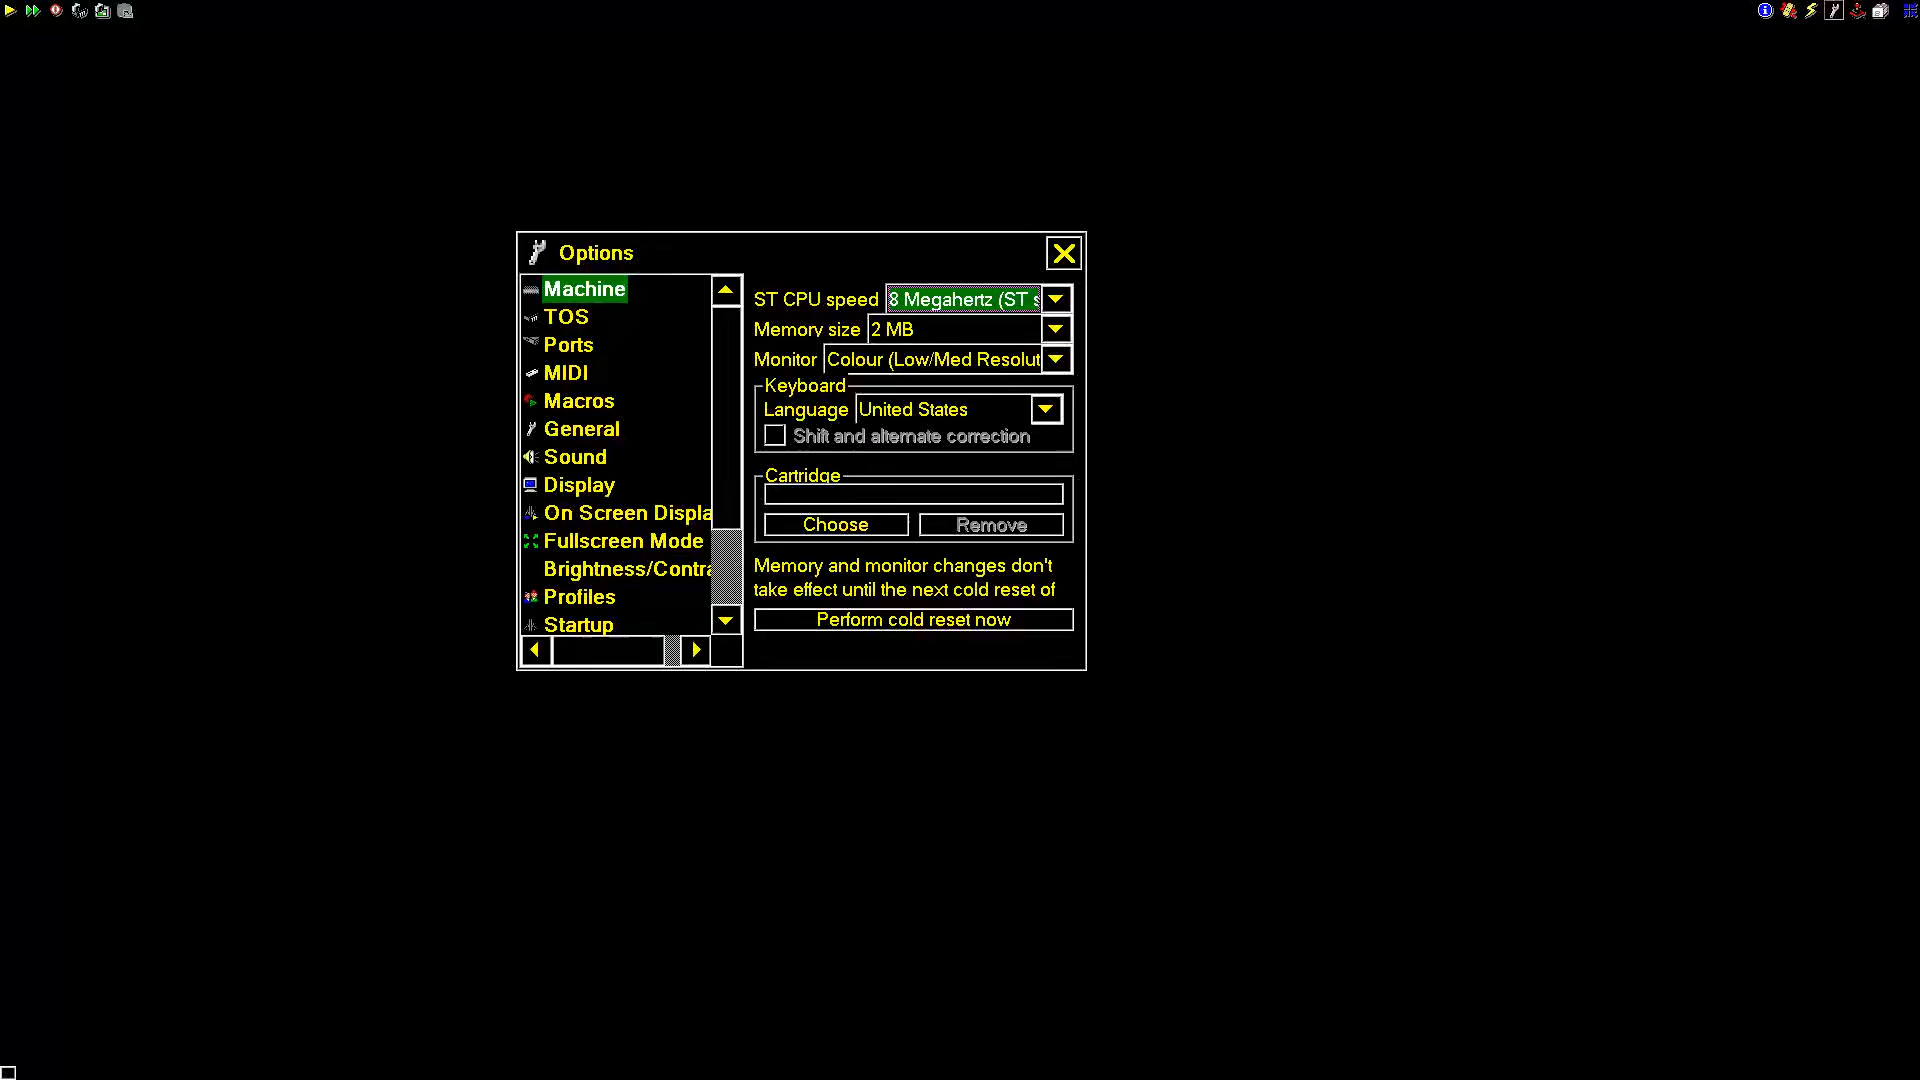 Options
Machine
TOS
Ports
MIDI
Macros
General
Sound
Display
On Screen Displa
Fullscreen Mode
Brightness/Contra
Profiles
Startup
ST CPU speed 8 Megahertz (ST s
Memory size 2 MB
Monitor Colour (Low/Med Resolut
Keyboard
Language United States
Shift and alternate correction
Cartridge
Choose Remove
Memory and monitor changes don't
take effect until the next cold reset of
Perform cold reset now